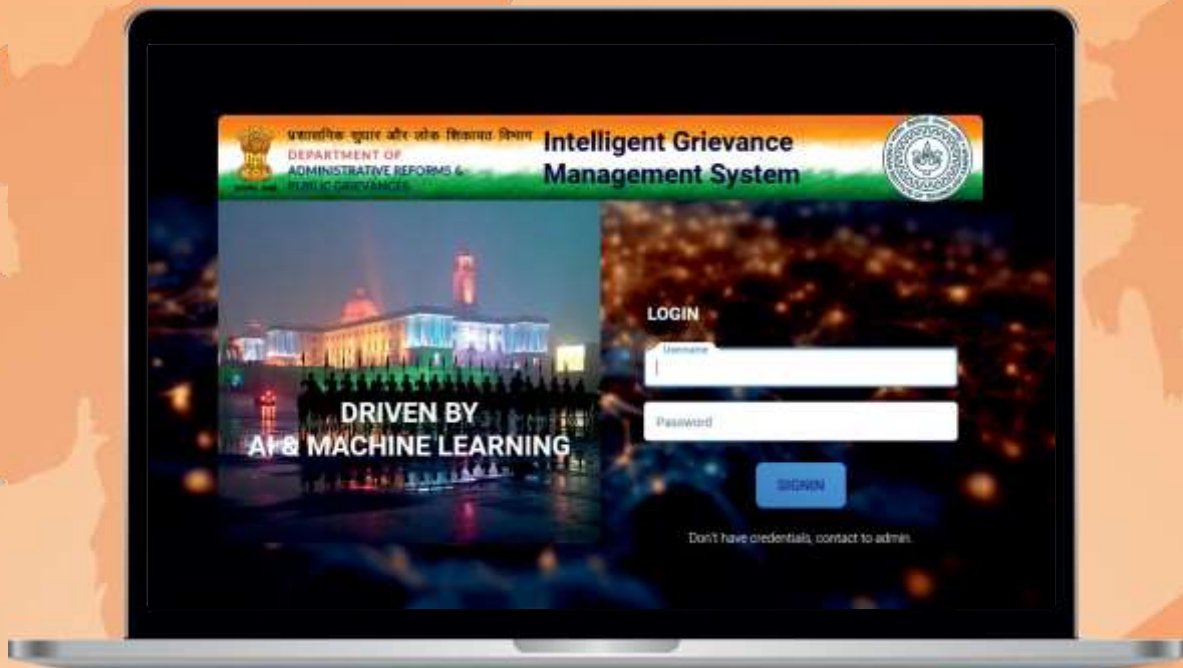 प्रशासनिक सुधार और लोक शिकायत विभाग
DEPARTMENT OF
ADMINISTRATIVE REFORMS &
PUBLIC GRIEVANCES
Intelligent Grievance
Management System
DRIVEN BY
AI & MACHINE LEARNING
LOGIN
Username
Password
SIGNIN
Don't have credentials, contact to admin.